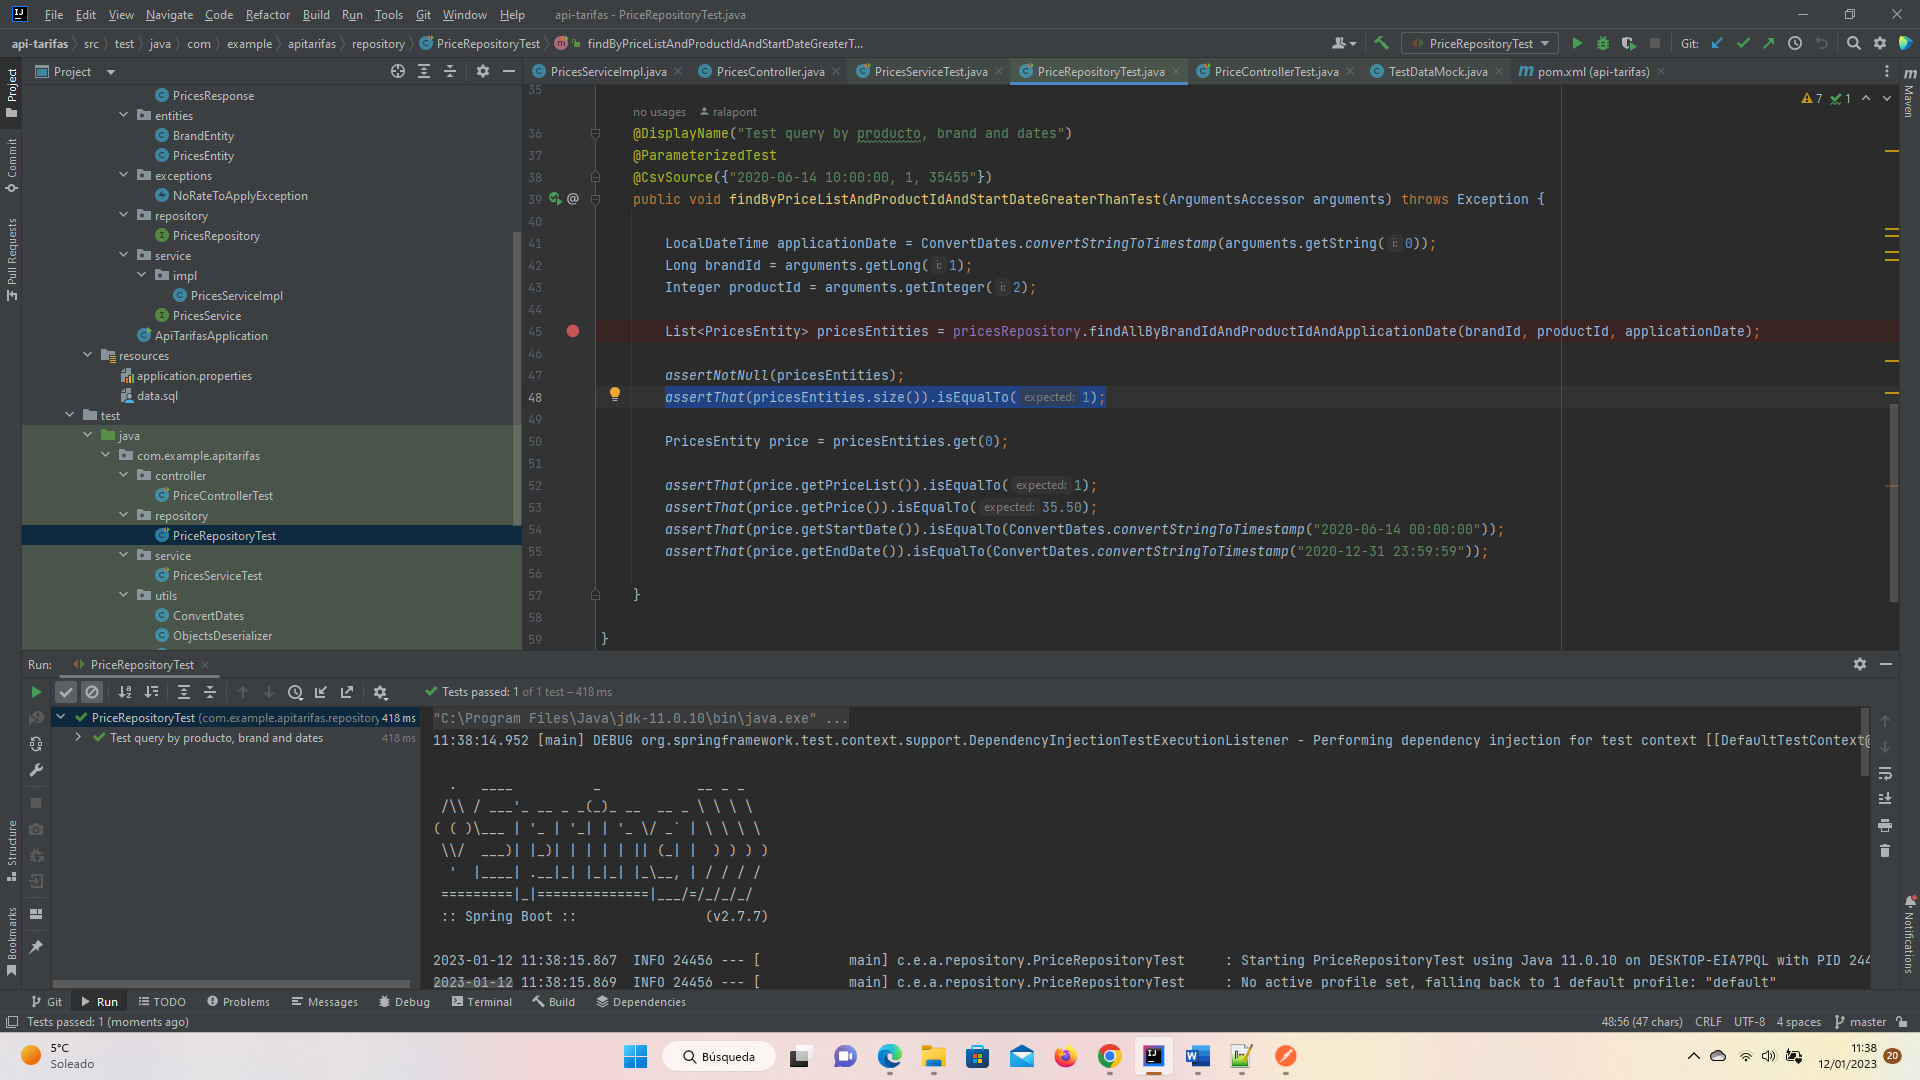 File Edit View Navigate Code Refactor Build Run Tools Git Window Help api-tarifas - PriceRepositoryTest.java
api-tarifas src test java com example apitarifas repository PriceRepositoryTest findByPriceListAndProductIdAndStartDateGreaterT... PriceRepositoryTest Git:
Project
PricesServiceImpl.java PricesController.java PricesServiceTest.java PriceRepositoryTest.java PriceControllerTest.java TestDataMock.java pom.xml (api-tarifas)
Project
Commit
Pull Requests
Structure
Bookmarks
Maven
Notifications
PricesResponse
entities
BrandEntity
PricesEntity
exceptions
NoRateToApplyException
repository
PricesRepository
service
impl
PricesServiceImpl
PricesService
ApiTarifasApplication
resources
application.properties
data.sql
test
java
com.example.apitarifas
controller
PriceControllerTest
repository
PriceRepositoryTest
service
PricesServiceTest
utils
ConvertDates
ObjectsDeserializer
7 1
35
no usages ralapont
36 @DisplayName("Test query by producto, brand and dates")
37 @ParameterizedTest
38 @CsvSource({"2020-06-14 10:00:00, 1, 35455"})
39 public void findByPriceListAndProductIdAndStartDateGreaterThanTest(ArgumentsAccessor arguments) throws Exception {
40
41 LocalDateTime applicationDate = ConvertDates.convertStringToTimestamp(arguments.getString( i: 0));
42 Long brandId = arguments.getLong( i: 1);
43 Integer productId = arguments.getInteger( i: 2);
44
45 List<PricesEntity> pricesEntities = pricesRepository.findAllByBrandIdAndProductIdAndApplicationDate(brandId, productId, applicationDate);
46
47 assertNotNull(pricesEntities);
48 assertThat(pricesEntities.size()).isEqualTo( expected: 1);
49
50 PricesEntity price = pricesEntities.get(0);
51
52 assertThat(price.getPriceList()).isEqualTo( expected: 1);
53 assertThat(price.getPrice()).isEqualTo( expected: 35.50);
54 assertThat(price.getStartDate()).isEqualTo(ConvertDates.convertStringToTimestamp("2020-06-14 00:00:00"));
55 assertThat(price.getEndDate()).isEqualTo(ConvertDates.convertStringToTimestamp("2020-12-31 23:59:59"));
56
57 }
58
59 }
Run: PriceRepositoryTest
Tests passed: 1 of 1 test – 418 ms
PriceRepositoryTest (com.example.apitarifas.repository 418 ms
Test query by producto, brand and dates 418 ms
"C:\Program Files\Java\jdk-11.0.10\bin\java.exe" ...
11:38:14.952 [main] DEBUG org.springframework.test.context.support.DependencyInjectionTestExecutionListener - Performing dependency injection for test context [[DefaultTestContext@
  .   ____          _            __ _ _
 /\\ / ___'_ __ _ _(_)_ __  __ _ \ \ \ \
( ( )\___ | '_ | '_| | '_ \/ _` | \ \ \ \
 \\/  ___)| |_)| | | | | || (_| |  ) ) ) )
  '  |____| .__|_| |_|_| |_\__, | / / / /
 =========|_|==============|___/=/_/_/_/
 :: Spring Boot ::                (v2.7.7)
2023-01-12 11:38:15.867  INFO 24456 --- [           main] c.e.a.repository.PriceRepositoryTest     : Starting PriceRepositoryTest using Java 11.0.10 on DESKTOP-EIA7PQL with PID 244
2023-01-12 11:38:15.869  INFO 24456 --- [           main] c.e.a.repository.PriceRepositoryTest     : No active profile set, falling back to 1 default profile: "default"
Git Run TODO Problems Messages Debug Terminal Build Dependencies
Tests passed: 1 (moments ago) 48:56 (47 chars) CRLF UTF-8 4 spaces master
5°C
Soleado
Búsqueda
11:38
12/01/2023
20